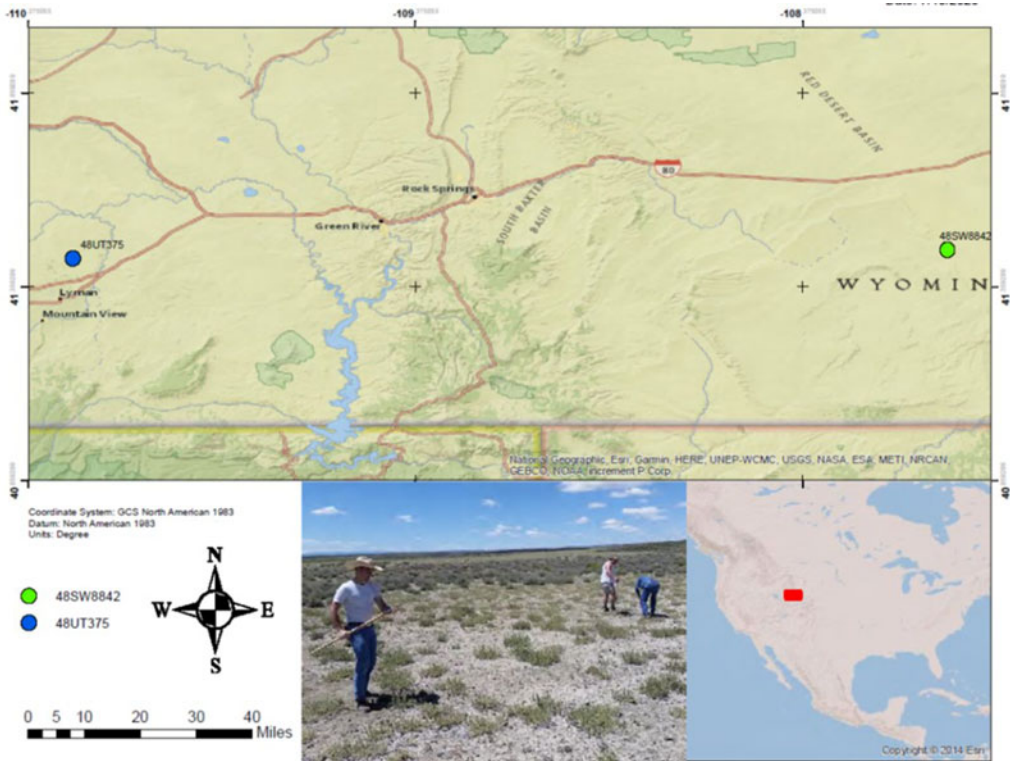 -110
-109
-108
41
41
RED DESERT BASIN
80
Rock Springs
SOUTH BAXTER
BASIN
Green River
48UT375
48SW8842
WYOMIN
41
41
Lyman
Mountain View
National Geographic, Esri, Garmin, HERE, UNEP-WCMC, USGS, NASA, ESA, METI, NRCAN,
GEBCO, NOAA, increment P Corp.
40
40
Coordinate System: GCS North American 1983
Datum: North American 1983
Units: Degree
N
W E
S
48SW8842
48UT375
0 5 10 20 30 40
Miles
Copyright © 2014 Esri